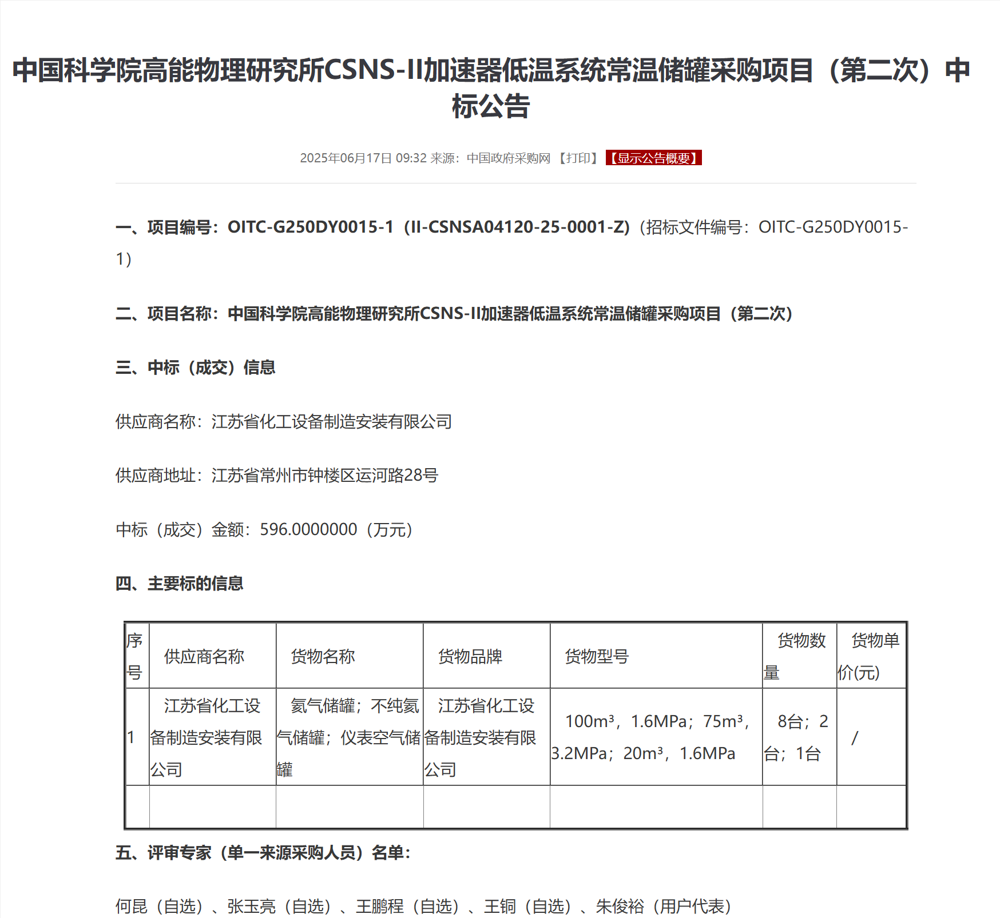 中国科学院高能物理研究所CSNS-II加速器低温系统常温储罐采购项目（第二次）中
标公告
2025年06月17日 09:32 来源：中国政府采购网 【打印】 【显示公告概要】
一、项目编号：OITC-G250DY0015-1（II-CSNSA04120-25-0001-Z)（招标文件编号：OITC-G250DY0015-
1）
二、项目名称：中国科学院高能物理研究所CSNS-II加速器低温系统常温储罐采购项目（第二次）
三、中标（成交）信息
供应商名称：江苏省化工设备制造安装有限公司
供应商地址：江苏省常州市钟楼区运河路28号
中标（成交）金额：596.0000000（万元）
四、主要标的信息
序
号
供应商名称
货物名称
货物品牌
货物型号
货物数
量
货物单
价(元)
1
江苏省化工设
备制造安装有限
公司
氦气储罐；不纯氦
气储罐；仪表空气储
罐
江苏省化工设
备制造安装有限
公司
100m³，1.6MPa；75m³，
3.2MPa；20m³，1.6MPa
8台；2
台；1台
/
五、评审专家（单一来源采购人员）名单：
何昆（自选）、张玉亮（自选）、王鹏程（自选）、王铜（自选）、朱俊裕（用户代表）